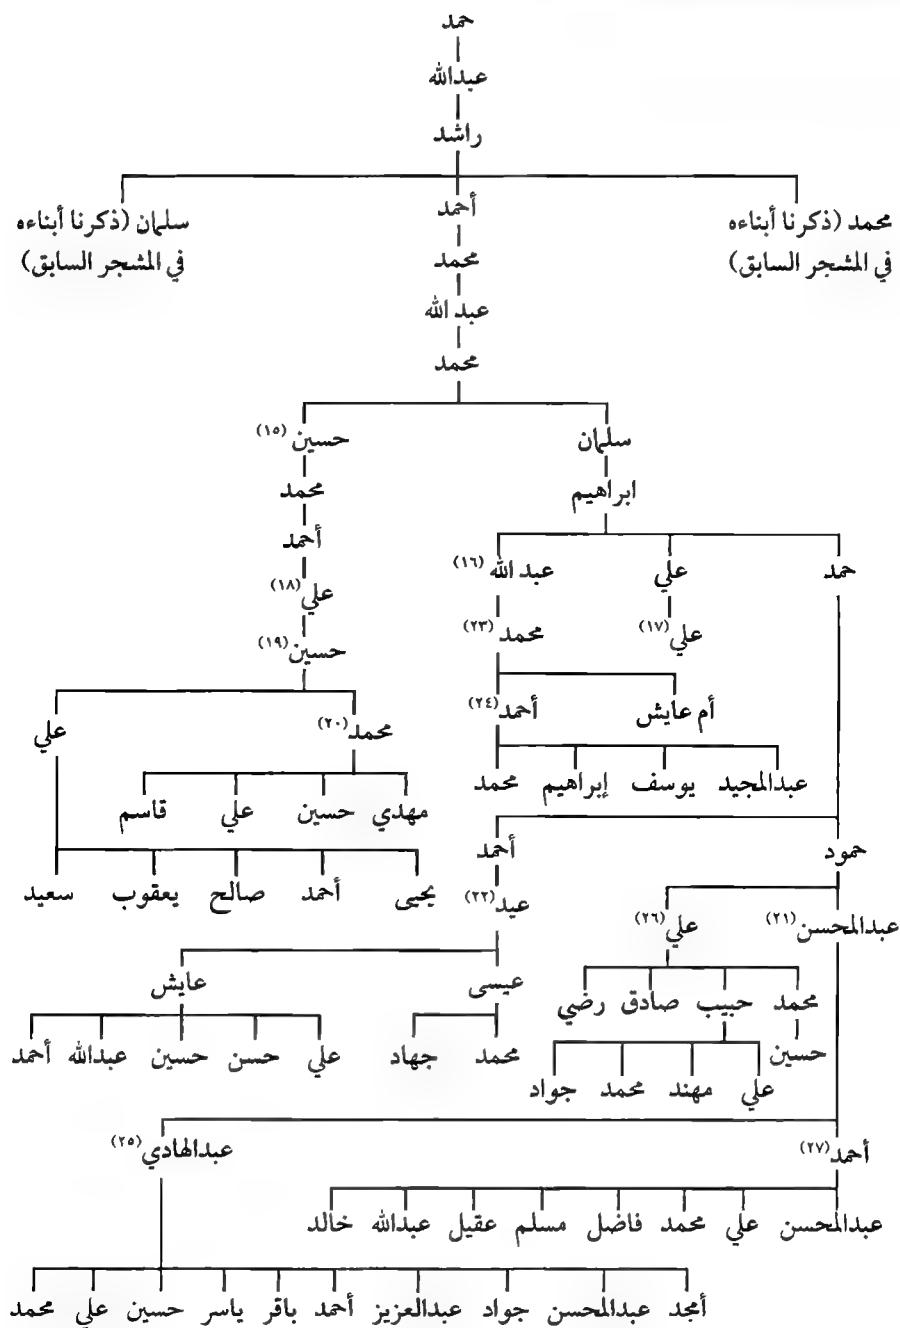 حمد
عبدالله
راشد
محمد (ذكرنا أبناءه في المشجر السابق)
أحمد
سلمان (ذكرنا أبناءه في المشجر السابق)
محمد
عبد الله
محمد
سلمان حسين (١٥)
ابراهيم محمد
أحمد
حمد علي عبد الله (١٦)
علي (١٨)
علي (١٧) محمد (٢٣)
حسين (١٩)
أم عايش أحمد (٢٤)
محمد (٢٠) علي
عبدالمجيد يوسف إبراهيم محمد
مهدي حسين علي قاسم
حمود أحمد
يحيى أحمد صالح يعقوب سعيد
عيد (٢٢)
عبدالمحسن (٢١) علي (٢٦)
عيسى عايش
محمد حبيب صادق رضي
حسين
محمد جهاد
علي حسن حسين عبدالله أحمد
علي مهند محمد جواد
أحمد (٢٧) عبدالهادي (٢٥)
عبدالمحسن علي محمد فاضل مسلم عقيل عبدالله خالد
أمجد عبدالمحسن جواد عبدالعزيز أحمد باقر ياسر حسين علي محمد